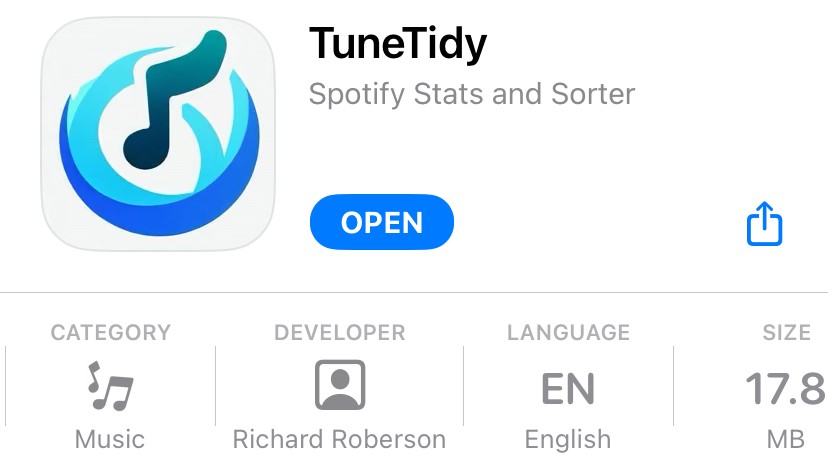 TuneTidy
Spotify Stats and Sorter
OPEN
CATEGORY
DEVELOPER
LANGUAGE
SIZE
EN
17.8
Music
Richard Roberson
English
MB